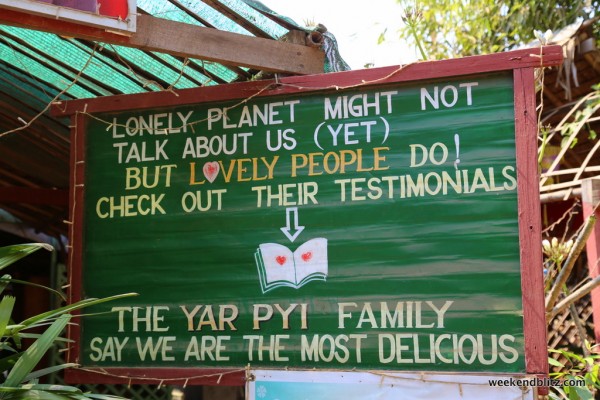 LONELY PLANET MIGHT NOT
TALK ABOUT US (YET)
BUT LOVELY PEOPLE DO!
CHECK OUT THEIR TESTIMONIALS
THE YAR PYI FAMILY
SAY WE ARE THE MOST DELICIOUS
weekendblitz.com